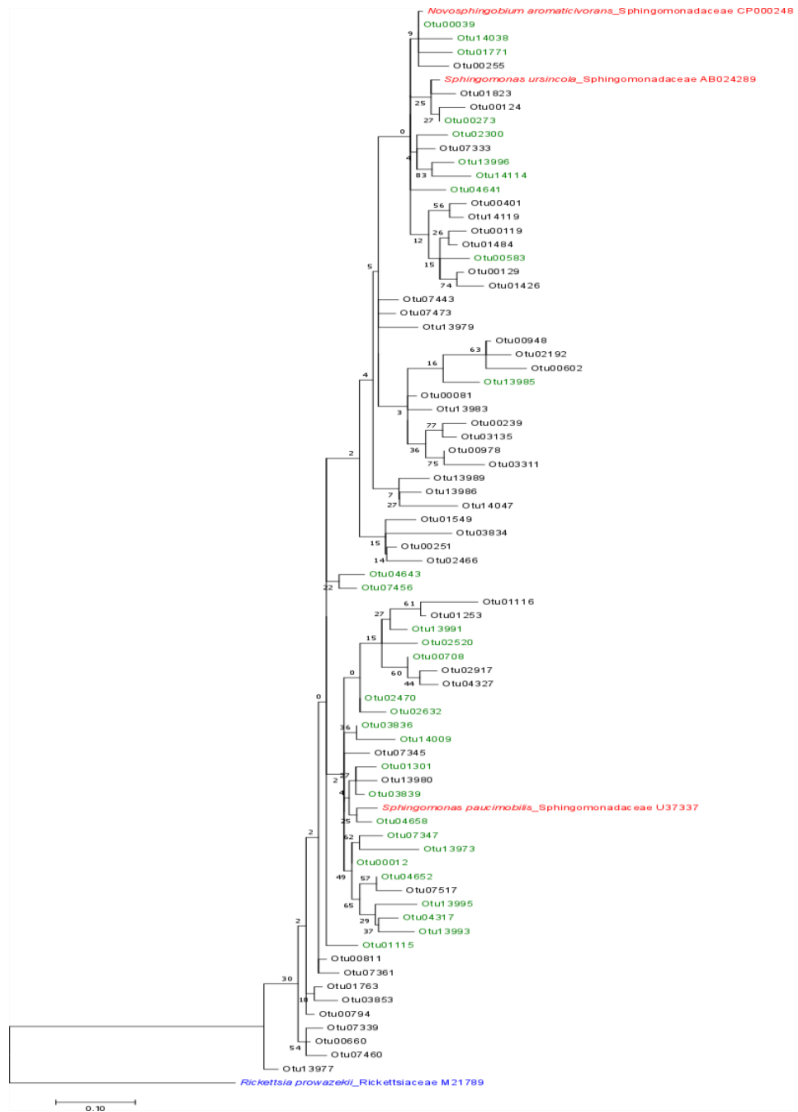 Novosphingobium aromaticivorans_Sphingomonadaceae CP000248
Otu00039
9
Otu14038
Otu01771
Otu00255
Sphingomonas ursincola_Sphingomonadaceae AB024289
Otu01823
25
Otu00124
27
Otu00273
0
Otu02300
Otu07333
4
Otu13996
83
Otu14114
Otu04641
56
Otu00401
Otu14119
26
Otu00119
12
Otu01484
15
Otu00583
5
Otu00129
74
Otu01426
Otu07443
Otu07473
Otu13979
Otu00948
63
Otu02192
16
Otu00602
4
Otu13985
Otu00081
3
Otu13983
77
Otu00239
Otu03135
36
Otu00978
2
75
Otu03311
Otu13989
7
Otu13986
27
Otu14047
Otu01549
Otu03834
15
Otu00251
14
Otu02466
Otu04643
22
Otu07456
61
Otu01116
27
Otu01253
Otu13991
15
Otu02520
Otu00708
0
60
Otu02917
44
Otu04327
0
Otu02470
Otu02632
36
Otu03836
Otu14009
Otu07345
37
Otu01301
2
Otu13980
4
Otu03839
Sphingomonas paucimobilis_Sphingomonadaceae U37337
25
Otu04658
2
62
Otu07347
Otu13973
Otu00012
49
57
Otu04652
Otu07517
65
Otu13995
29
Otu04317
2
37
Otu13993
Otu01115
Otu00811
Otu07361
30
Otu01763
18
Otu03853
Otu00794
Otu07339
54
Otu00660
Otu07460
Otu13977
Rickettsia prowazekii_Rickettsiaceae M21789
0.10